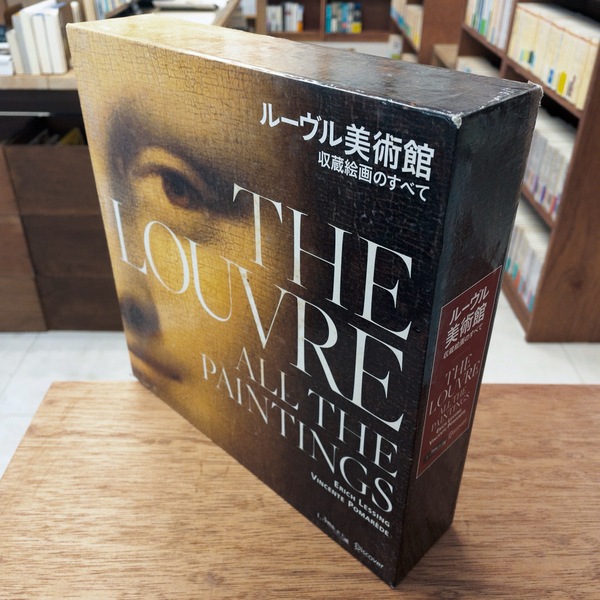 ルーヴル美術館
収蔵絵画のすべて
THE
LOUVRE
ALL THE
PAINTINGS
ERICH LESSING
VINCENTE POMARÈDE
Discover
ルーヴル
美術館
収蔵絵画のすべて
THE
LOUVRE
ALL THE
PAINTINGS